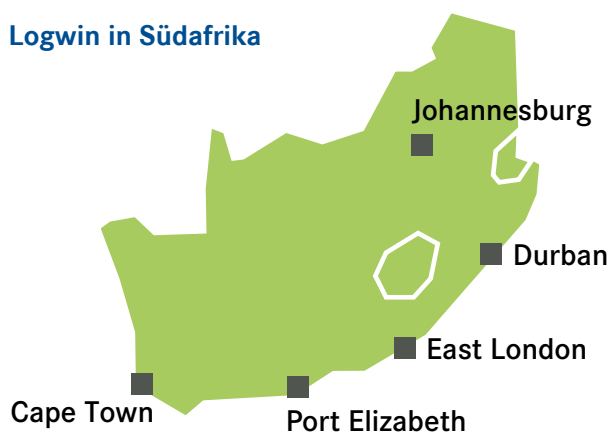 Logwin in Südafrika
Johannesburg
Durban
East London
Cape Town
Port Elizabeth